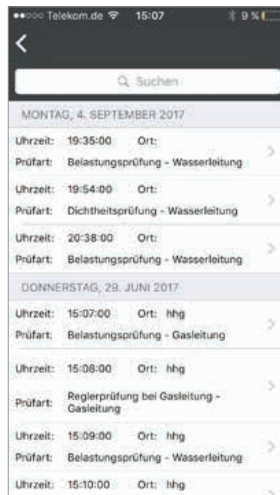 Telekom.de 15:07 9 %
Suchen
MONTAG, 4. SEPTEMBER 2017
Uhrzeit: 19:35:00 Ort:
Prüfart: Belastungsprüfung - Wasserleitung
Uhrzeit: 19:54:00 Ort:
Prüfart: Dichtheitsprüfung - Wasserleitung
Uhrzeit: 20:38:00 Ort:
Prüfart: Belastungsprüfung - Wasserleitung
DONNERSTAG, 29. JUNI 2017
Uhrzeit: 15:07:00 Ort: hhg
Prüfart: Belastungsprüfung - Gasleitung
Uhrzeit: 15:08:00 Ort: hhg
Prüfart: Reglerprüfung bei Gasleitung -
Gasleitung
Uhrzeit: 15:09:00 Ort: hhg
Prüfart: Belastungsprüfung - Wasserleitung
Uhrzeit: 15:10:00 Ort: hhg